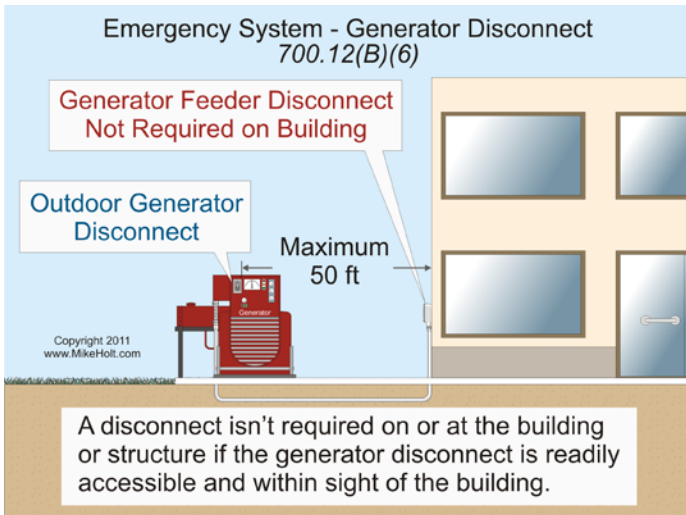 Emergency System - Generator Disconnect
700.12(B)(6)
Generator Feeder Disconnect
Not Required on Building
Outdoor Generator
Disconnect
Maximum
50 ft
Generator
Copyright 2011
www.MikeHolt.com
A disconnect isn't required on or at the building
or structure if the generator disconnect is readily
accessible and within sight of the building.